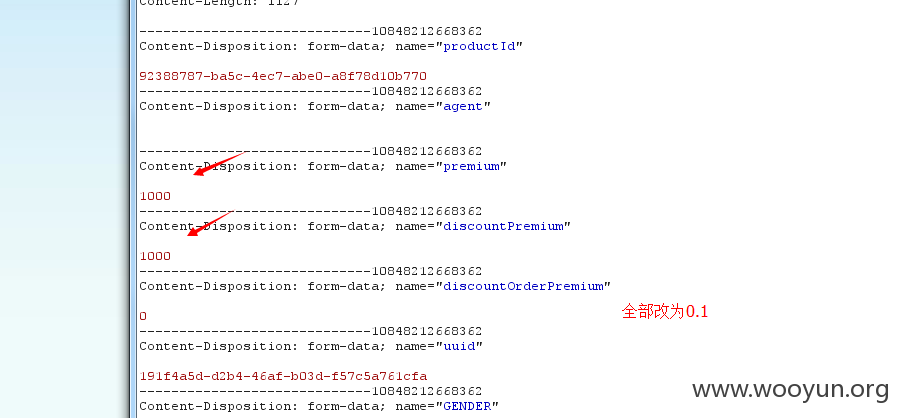 Content-Length: 1127
-----------------------------10848212668362
Content-Disposition: form-data; name="productId"
92388787-ba5c-4ec7-abe0-a8f78d10b770
-----------------------------10848212668362
Content-Disposition: form-data; name="agent"
-----------------------------10848212668362
Content-Disposition: form-data; name="premium"
1000
-----------------------------10848212668362
Content-Disposition: form-data; name="discountPremium"
1000
-----------------------------10848212668362
Content-Disposition: form-data; name="discountOrderPremium"
全部改为0.1
0
-----------------------------10848212668362
Content-Disposition: form-data; name="uuid"
191f4a5d-d2b4-46af-b03d-f57c5a761cfa
-----------------------------10848212668362
Content-Disposition: form-data; name="GENDER"
www.wooyun.org